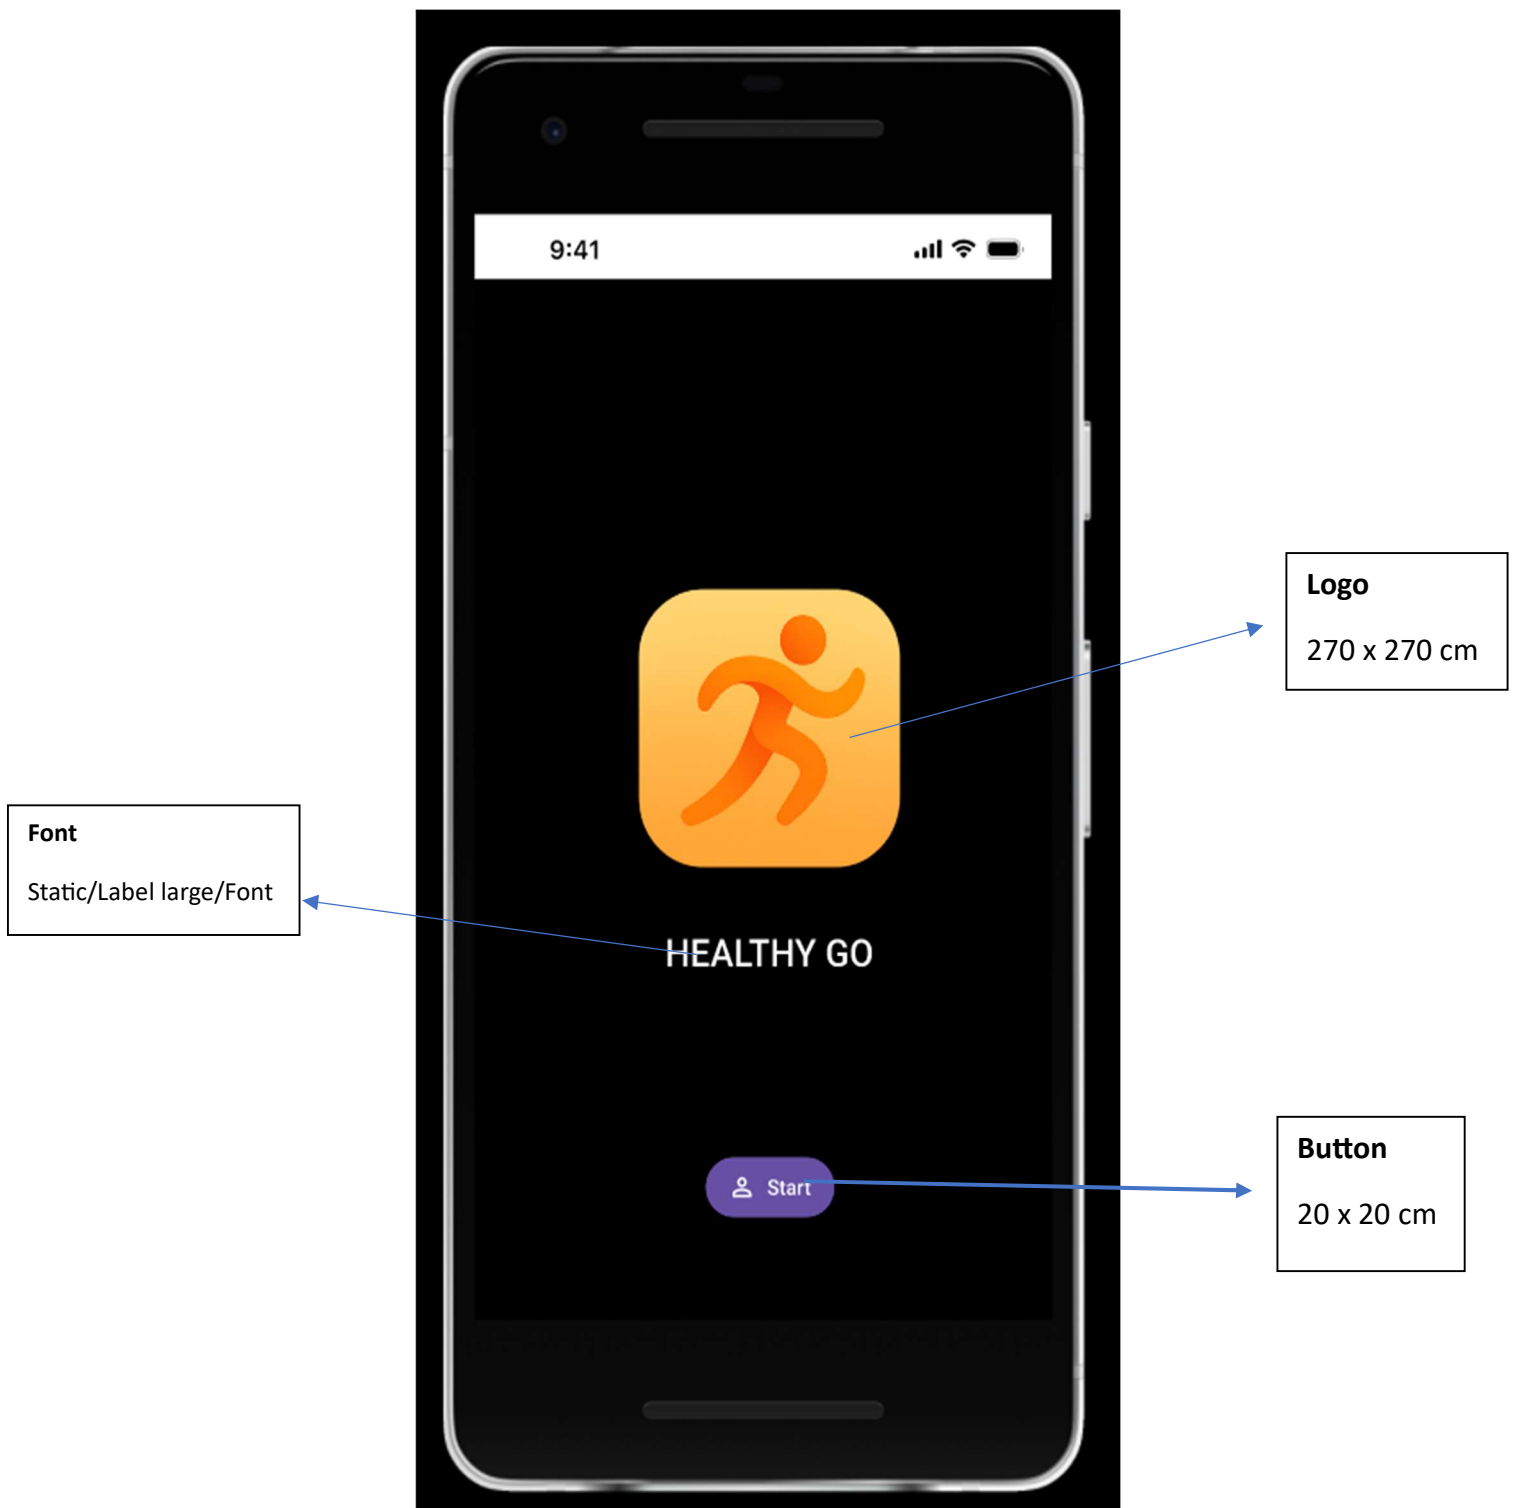 9:41
Logo
270 x 270 cm
Font
Static/Label large/Font
HEALTHY GO
Button
20 x 20 cm
Start